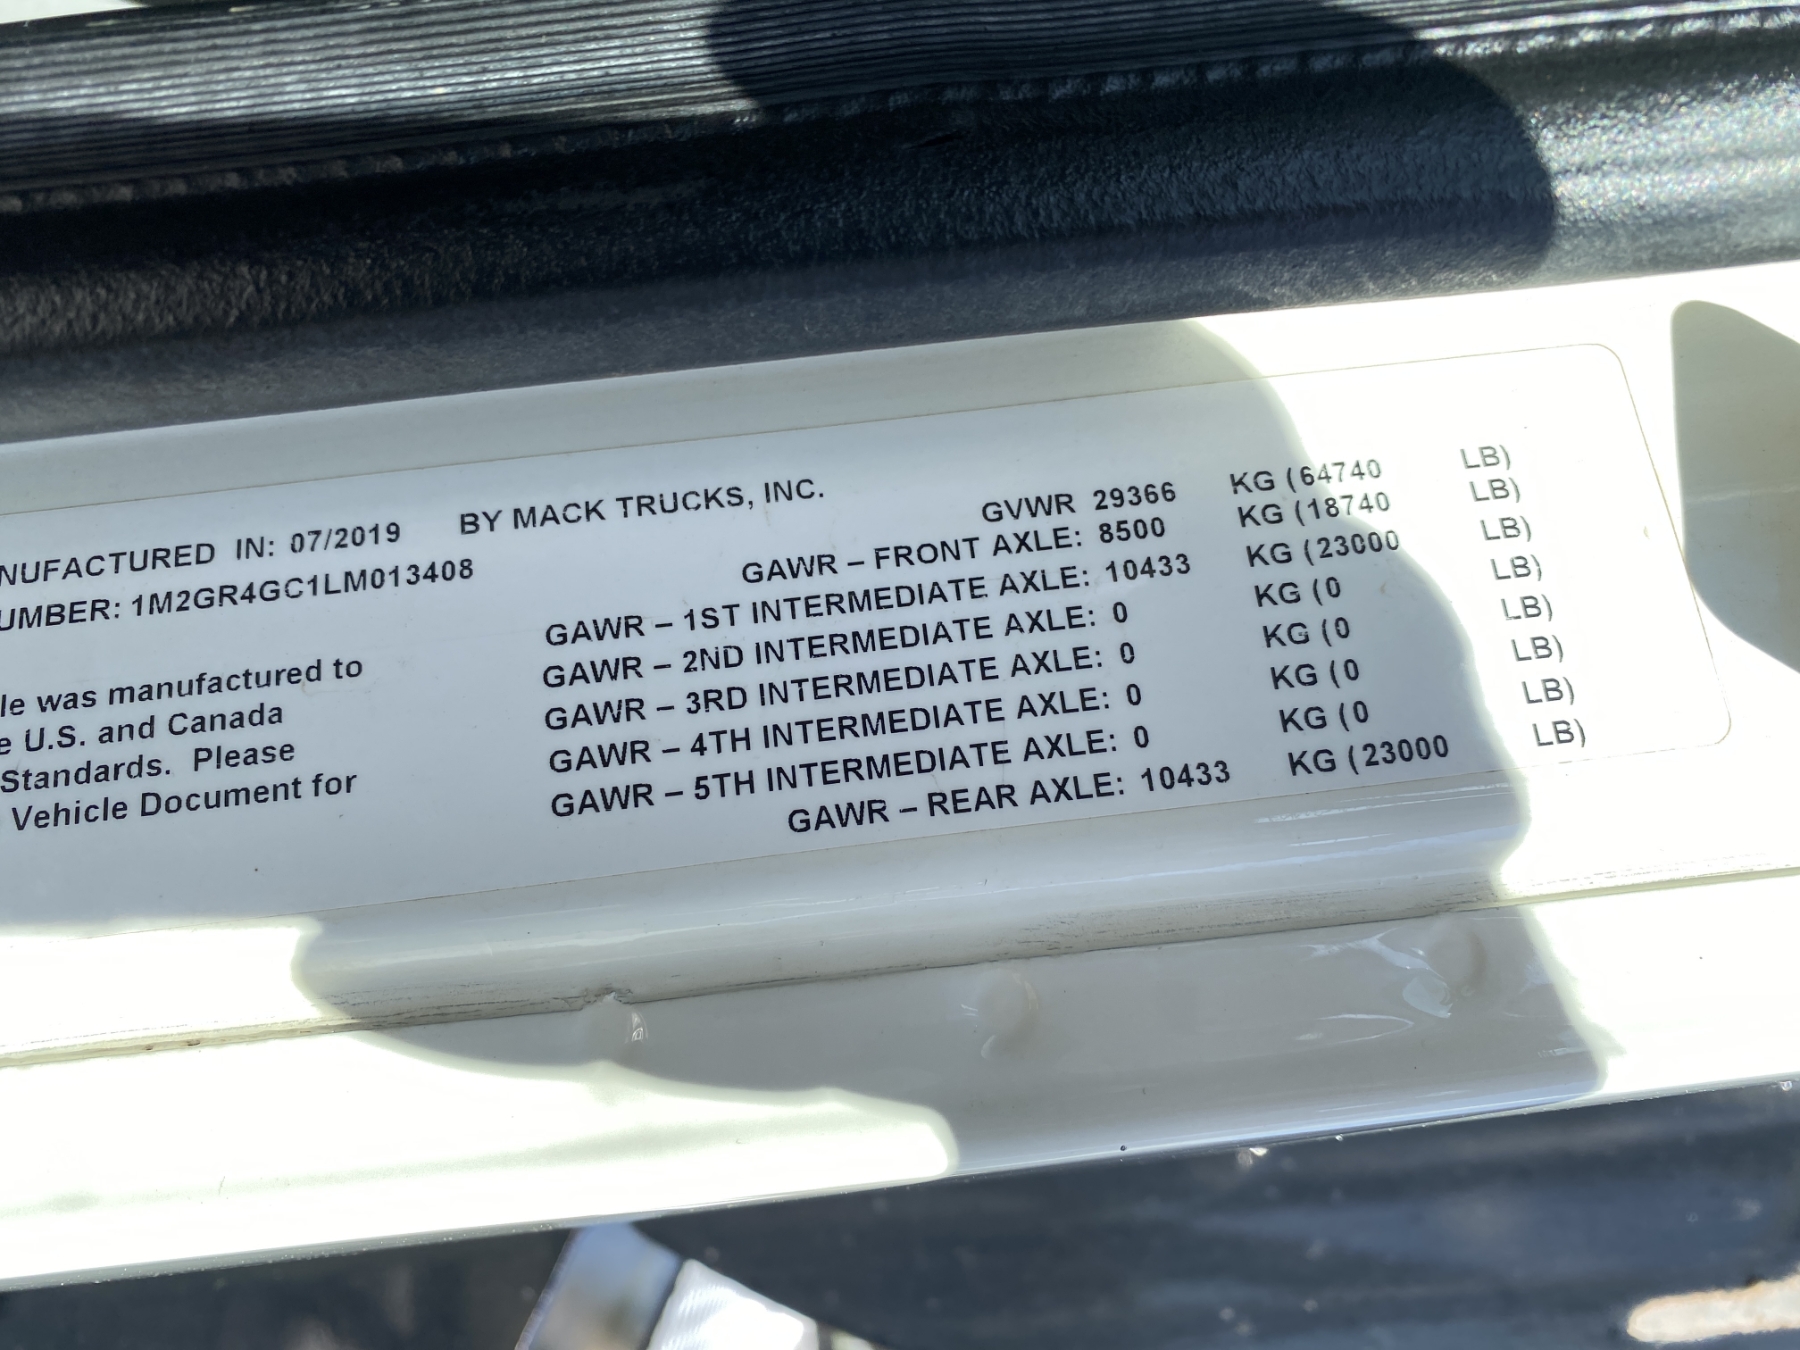 NUFACTURED IN: 07/2019 BY MACK TRUCKS, INC.
UMBER: 1M2GR4GC1LM013408
le was manufactured to
e U.S. and Canada
Standards. Please
Vehicle Document for
GVWR 29366 KG (64740 LB)
GAWR – FRONT AXLE: 8500 KG (18740 LB)
GAWR – 1ST INTERMEDIATE AXLE: 10433 KG (23000 LB)
GAWR – 2ND INTERMEDIATE AXLE: 0 KG (0 LB)
GAWR – 3RD INTERMEDIATE AXLE: 0 KG (0 LB)
GAWR – 4TH INTERMEDIATE AXLE: 0 KG (0 LB)
GAWR – 5TH INTERMEDIATE AXLE: 0 KG (0 LB)
GAWR – REAR AXLE: 10433 KG (23000 LB)